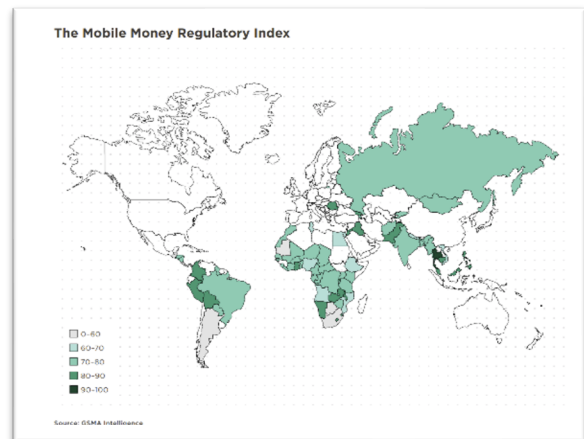 The Mobile Money Regulatory Index
0-60
60-70
70-80
80-90
90-100
Source: GSMA Intelligence